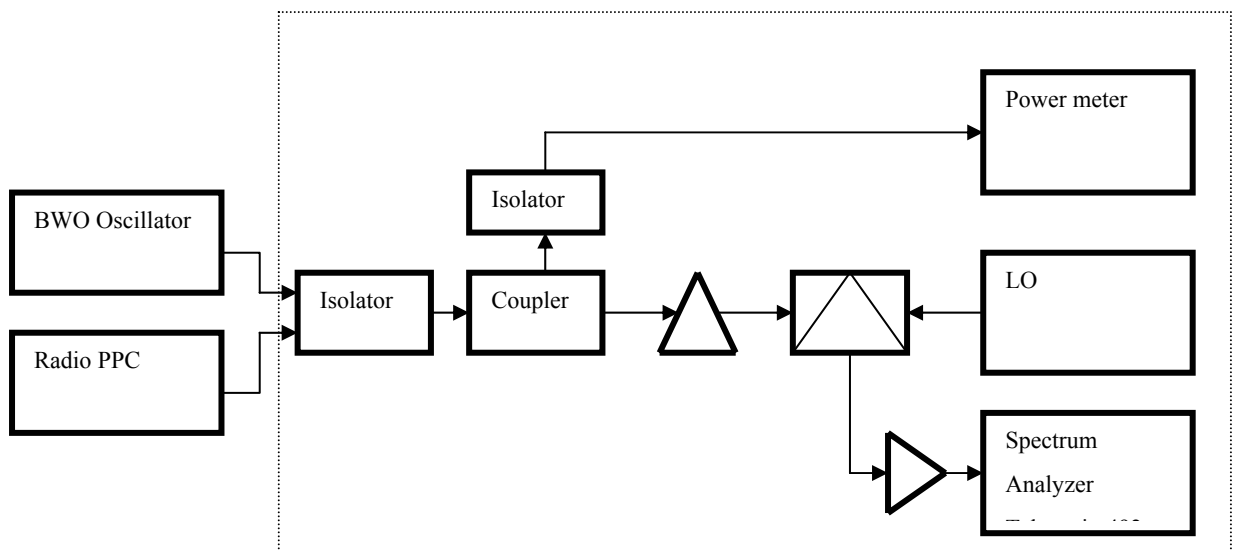 Power meter
Isolator
BWO Oscillator
Isolator
Coupler
LO
Radio PPC
Spectrum
Analyzer